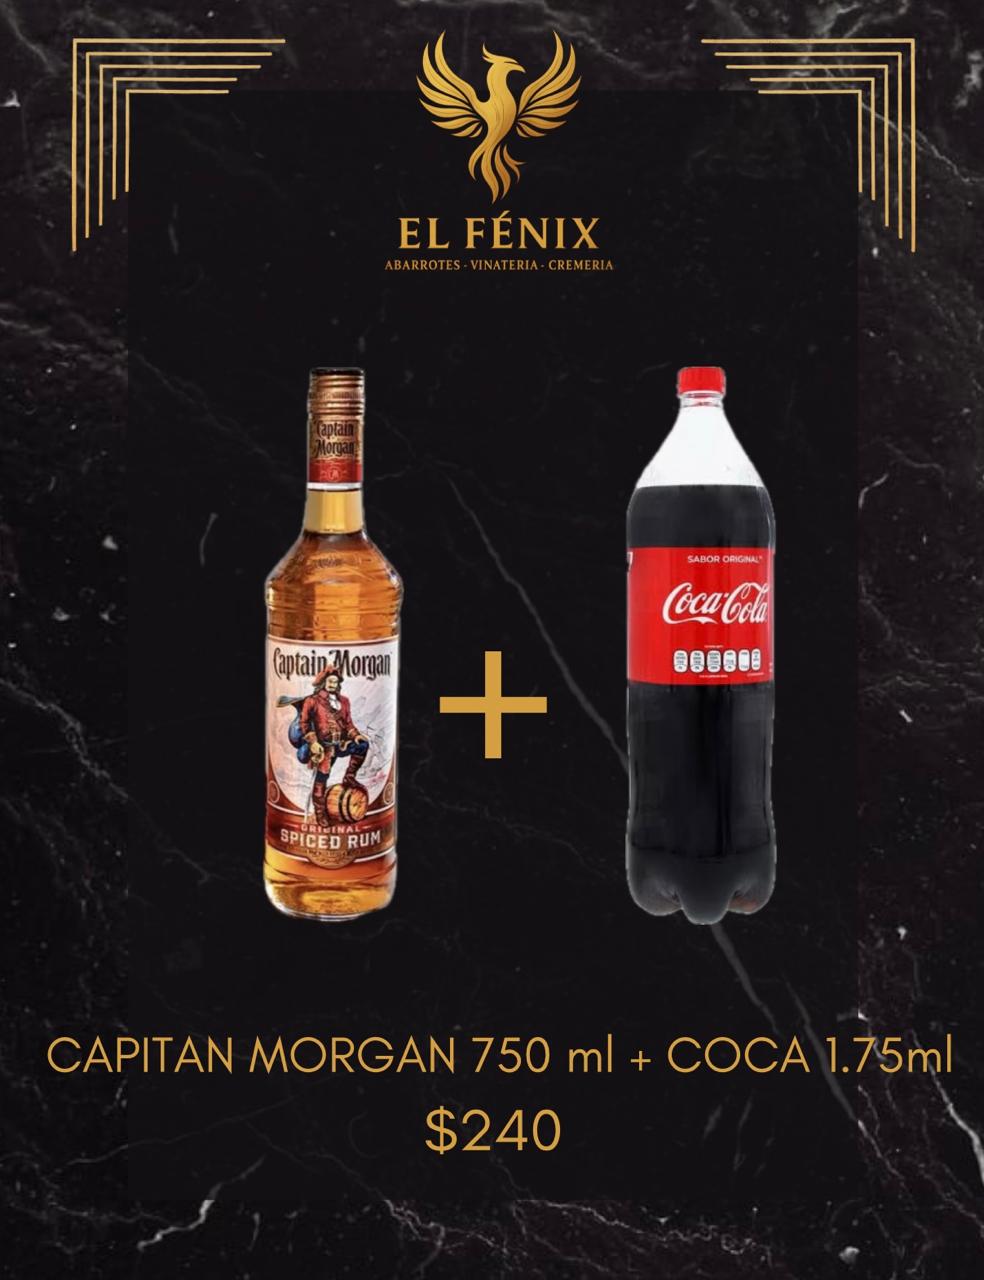 EL FÉNIX
ABARROTES - VINATERIA - CREMERIA
Captain
Morgan
SABOR ORIGINAL
Coca-Cola
Captain Morgan
ORIGINAL
SPICED RUM
CAPITAN MORGAN 750 ml + COCA 1.75ml
$240